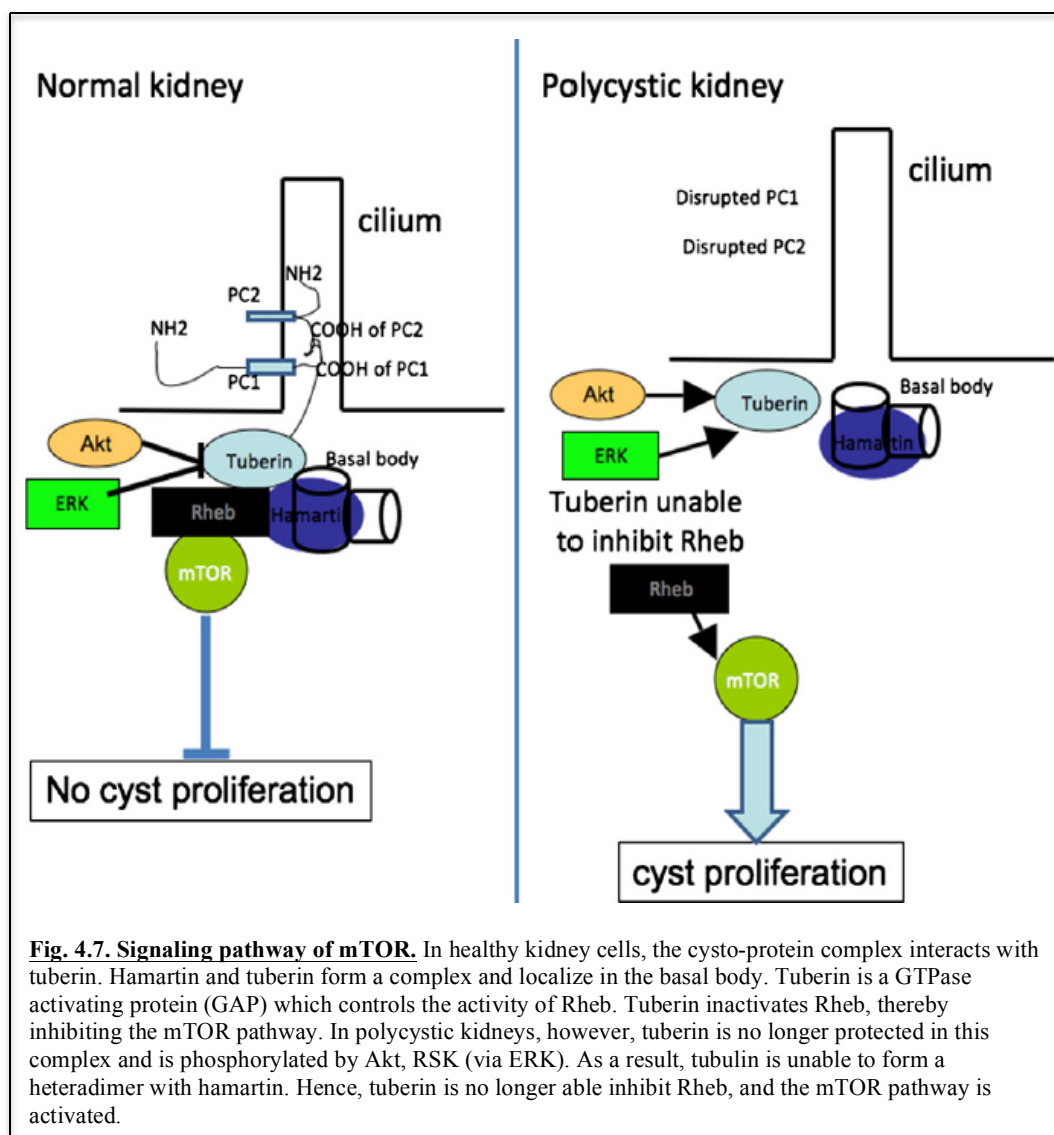 Normal kidney
cilium
NH2
PC2
NH2
COOH of PC2
PC1
COOH of PC1
Akt
Tuberin
Basal body
ERK
Rheb
Hamartin
mTOR
No cyst proliferation
Polycystic kidney
cilium
Disrupted PC1
Disrupted PC2
Akt
Tuberin
Basal body
ERK
Hamartin
Tuberin unable
to inhibit Rheb
Rheb
mTOR
cyst proliferation
Fig. 4.7. Signaling pathway of mTOR. In healthy kidney cells, the cysto-protein complex interacts with
tuberin. Hamartin and tuberin form a complex and localize in the basal body. Tuberin is a GTPase
activating protein (GAP) which controls the activity of Rheb. Tuberin inactivates Rheb, thereby
inhibiting the mTOR pathway. In polycystic kidneys, however, tuberin is no longer protected in this
complex and is phosphorylated by Akt, RSK (via ERK). As a result, tubulin is unable to form a
heteradimer with hamartin. Hence, tuberin is no longer able inhibit Rheb, and the mTOR pathway is
activated.